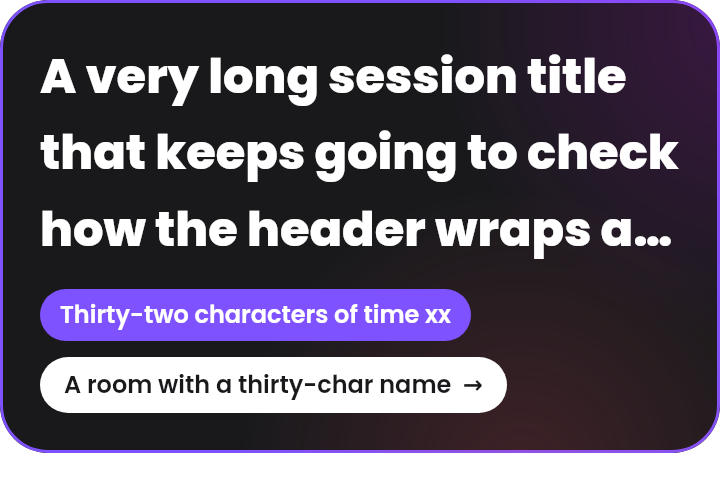 A very long session title
that keeps going to check
how the header wraps a...
Thirty-two characters of time xx
A room with a thirty-char name →